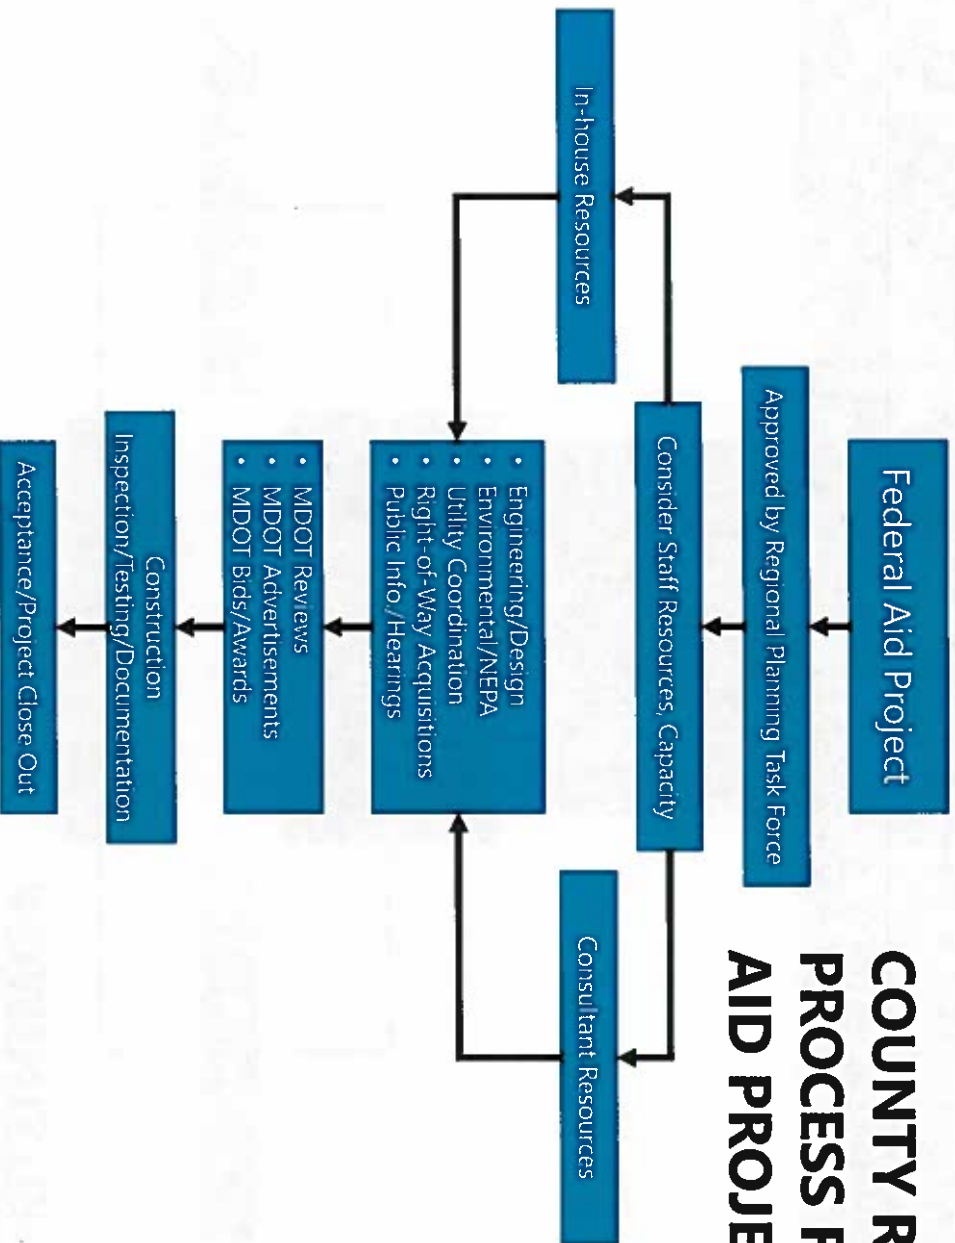 COUNTY R
PROCESS F
AID PROJE
Federal Aid Project
Approved by Regional Planning Task Force
Consider Staff Resources, Capacity
In-house Resources
Consultant Resources
• Engineering/Design
• Environmental/NEPA
• Utility Coordination
• Right-of-Way Acquisitions
• Public Info./Hearings
• MDOT Reviews
• MDOT Advertisements
• MDOT Bids/Awards
Construction
Inspection/Testing/Documentation
Acceptance/Project Close Out